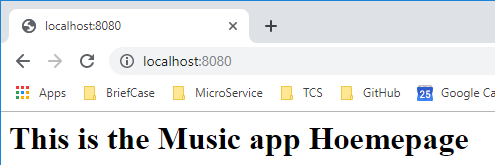 localhost:8080
localhost:8080
Apps BriefCase MicroService TCS GitHub 25 Google Ca
This is the Music app Hoemepage